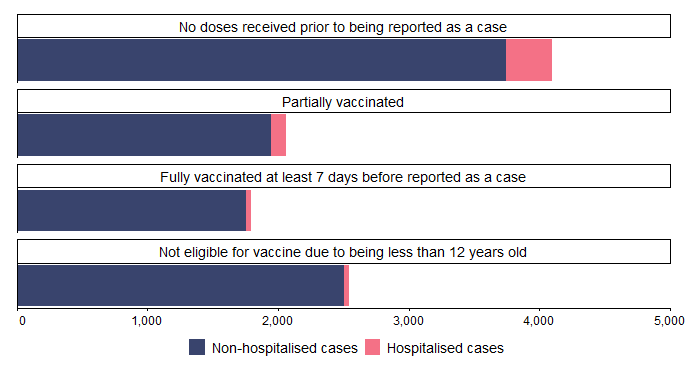 No doses received prior to being reported as a case
Partially vaccinated
Fully vaccinated at least 7 days before reported as a case
Not eligible for vaccine due to being less than 12 years old
0 1,000 2,000 3,000 4,000 5,000
Non-hospitalised cases Hospitalised cases